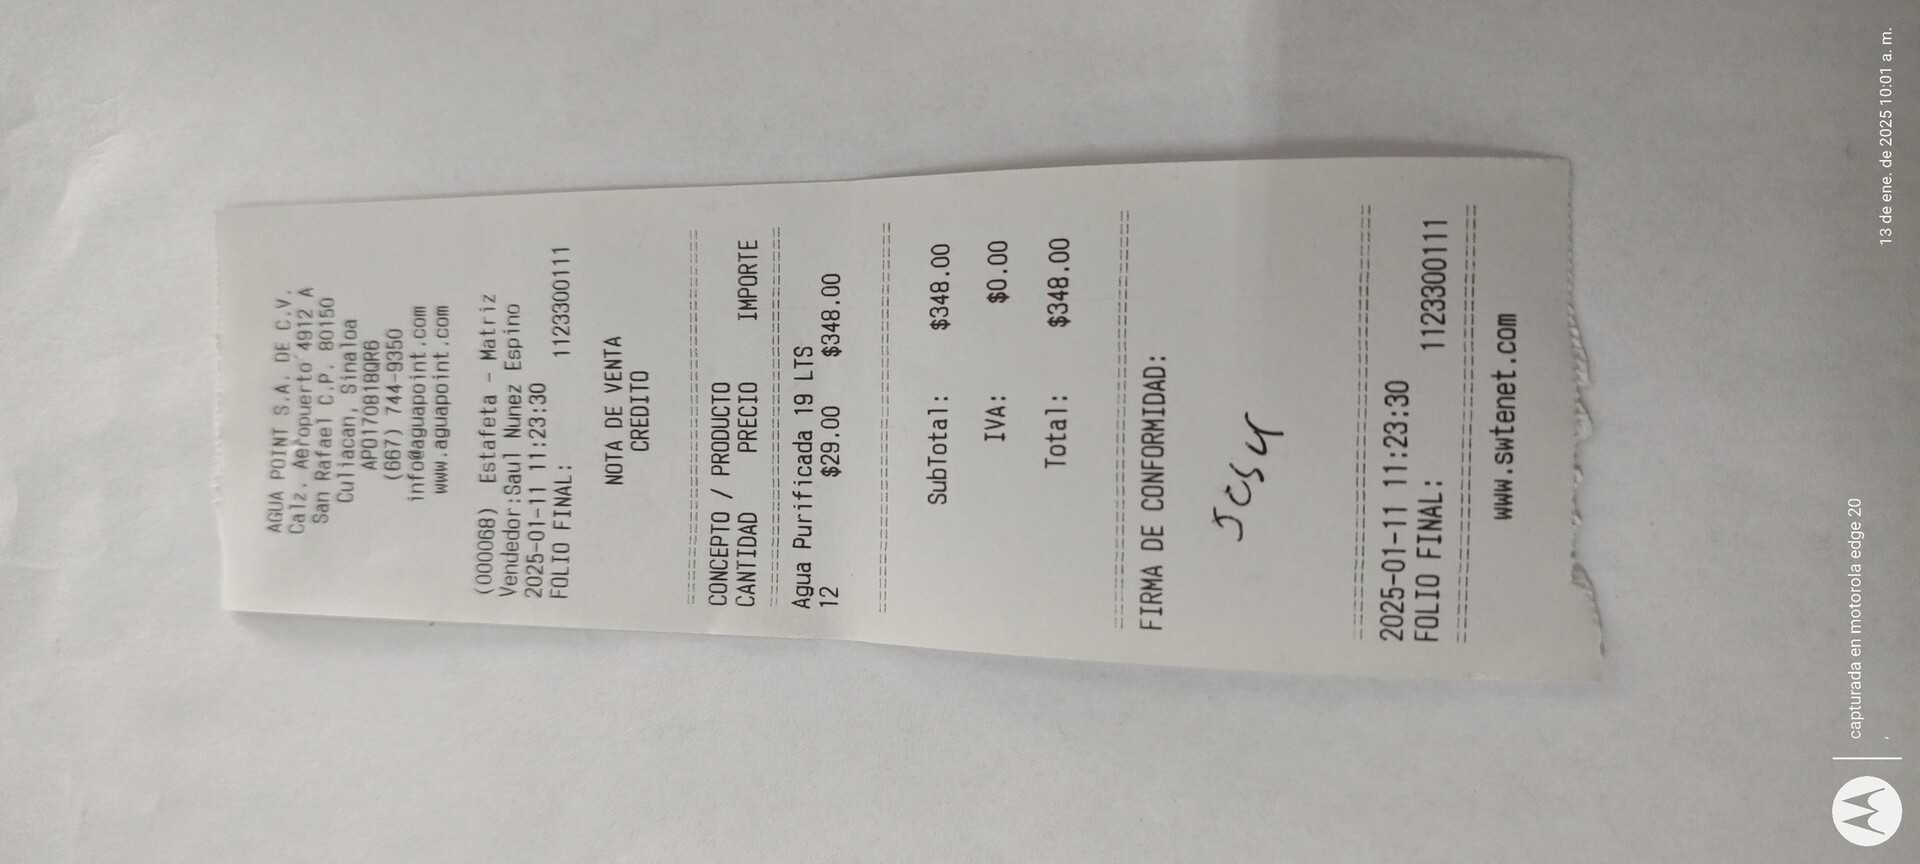 AGUA POINT S.A. DE C.V.
Calz. Aeropuerto 4912 A
San Rafael C.P. 80150
Culiacan, Sinaloa
APO170818QR6
(667) 744-9350
info@aguapoint.com
www.aguapoint.com
(000068) Estafeta - Matriz
Vendedor:Saul Nunez Espino
2025-01-11 11:23:30
FOLIO FINAL: 1123300111
NOTA DE VENTA
CREDITO
CONCEPTO / PRODUCTO
CANTIDAD PRECIO IMPORTE
Agua Purificada 19 LTS
12 $29.00 $348.00
SubTotal: $348.00
IVA: $0.00
Total: $348.00
FIRMA DE CONFORMIDAD:
2025-01-11 11:23:30
FOLIO FINAL: 1123300111
www.swtenet.com
capturada en motorola edge 20
13 de ene. de 2025 10:01 a. m.